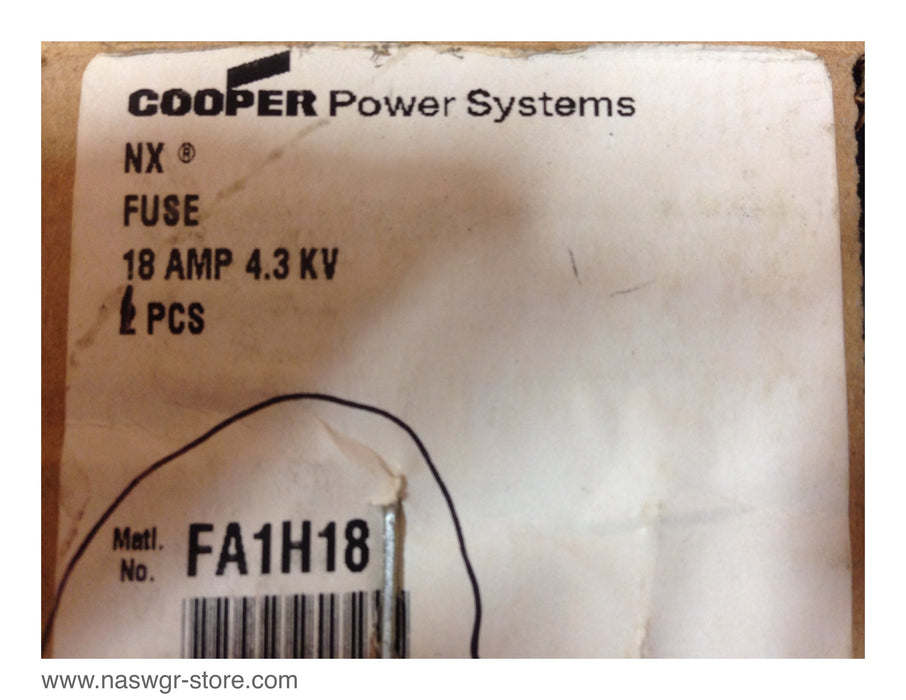 COOPER Power Systems
NX ®
FUSE
18 AMP 4.3 KV
PCS
Matl.
No. FA1H18
www.naswgr-store.com